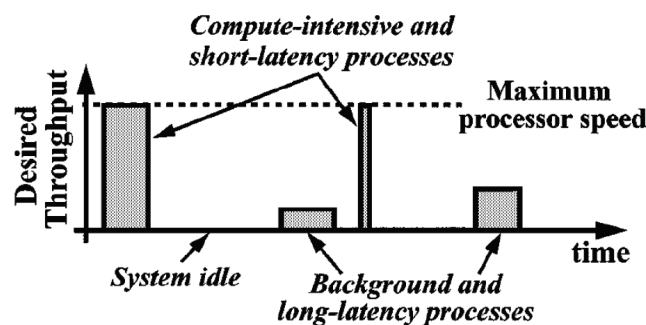 Compute-intensive and
short-latency processes
Maximum
processor speed
Desired
Throughput
time
System idle
Background and
long-latency processes